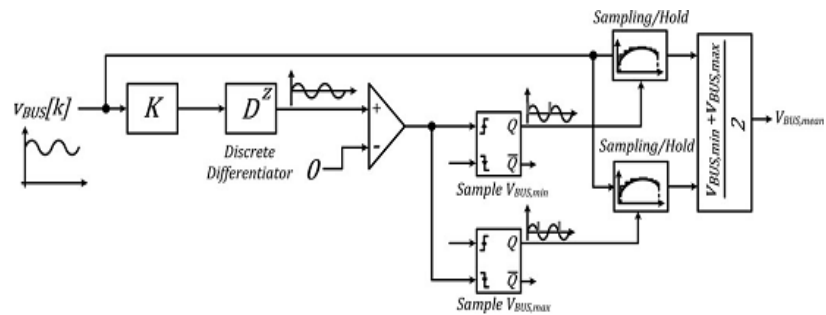 Sampling/Hold
v_BUS[k]
K
D^z
Discrete
Differentiator
0
+
-
Q
Q̅
Sample V_BUS,min
Sampling/Hold
Q
Q̅
Sample V_BUS,max
V_BUS,min + V_BUS,max
2
V_BUS,mean